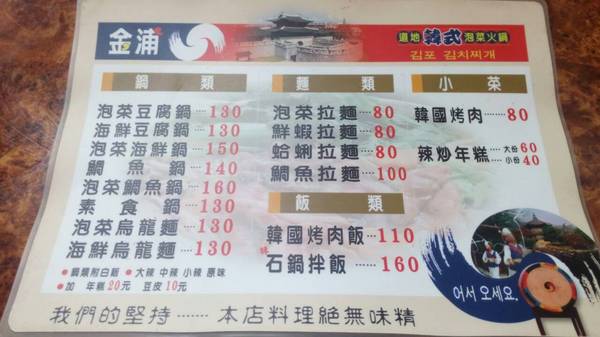 金浦
道地 韓式 泡菜火鍋
김포 김치찌개
鍋類
泡菜豆腐鍋····130
海鮮豆腐鍋···130
泡菜海鮮鍋···150
鯛魚鍋 140
泡菜鯛魚鍋···160
素食鍋 130
泡菜烏龍麵···130
海鮮烏龍麵···130
●鍋類附白飯 ●大辣 中辣 小辣 原味
●加 年糕20元 豆皮10元
麵類
泡菜拉麵···80
鮮蝦拉麵···80
蛤蜊拉麵···80
鯛魚拉麵···100
飯類
韓國烤肉飯···110
石鍋拌飯····160
小菜
韓國烤肉···80
辣炒年糕···大份60
小份40
어서 오세요.
我們的堅持⋯⋯本店料理絕無味精